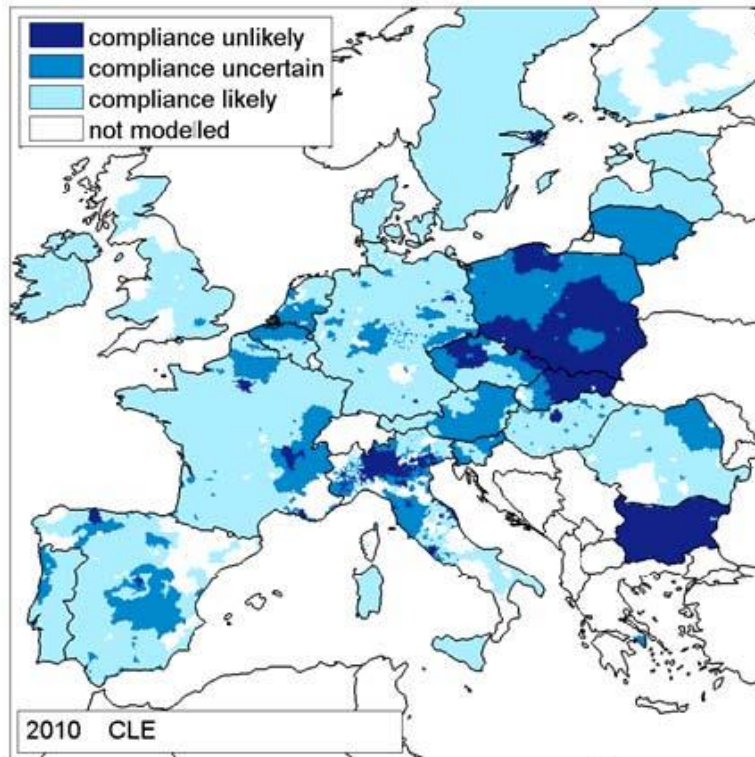 compliance unlikely
compliance uncertain
compliance likely
not modelled
2010 CLE